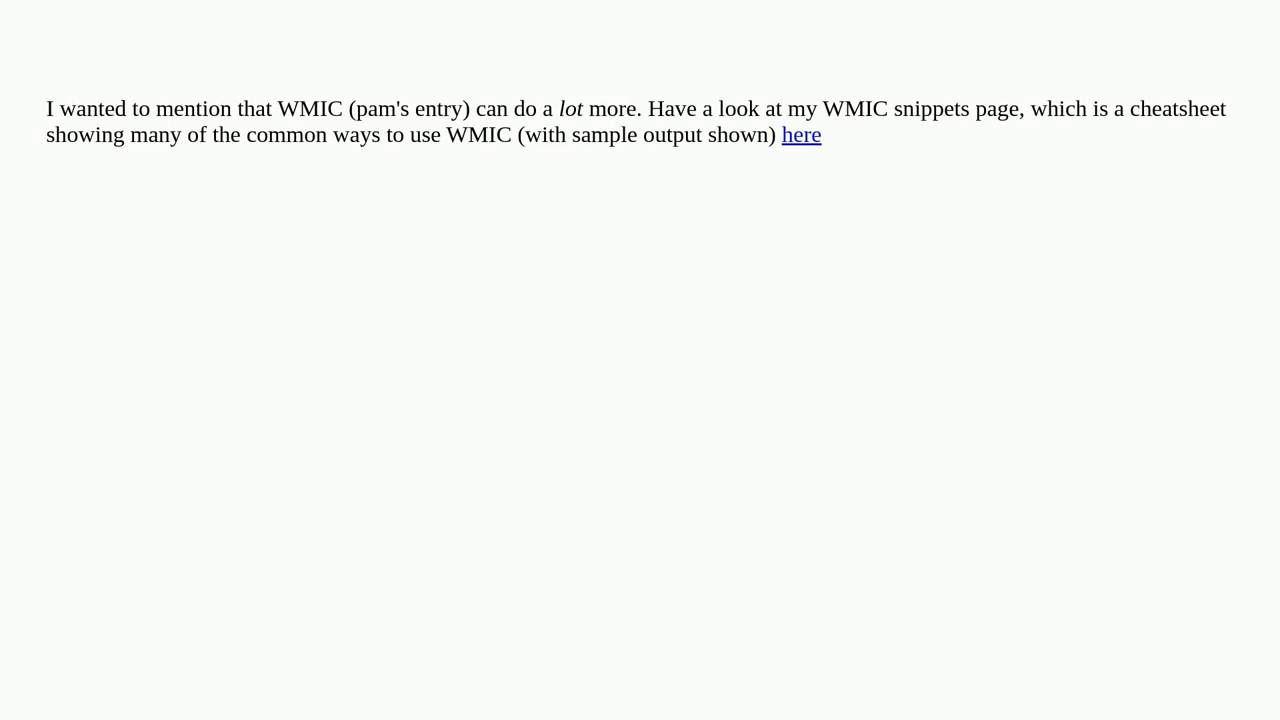 I wanted to mention that WMIC (pam's entry) can do a lot more. Have a look at my WMIC snippets page, which is a cheatsheet
showing many of the common ways to use WMIC (with sample output shown) here